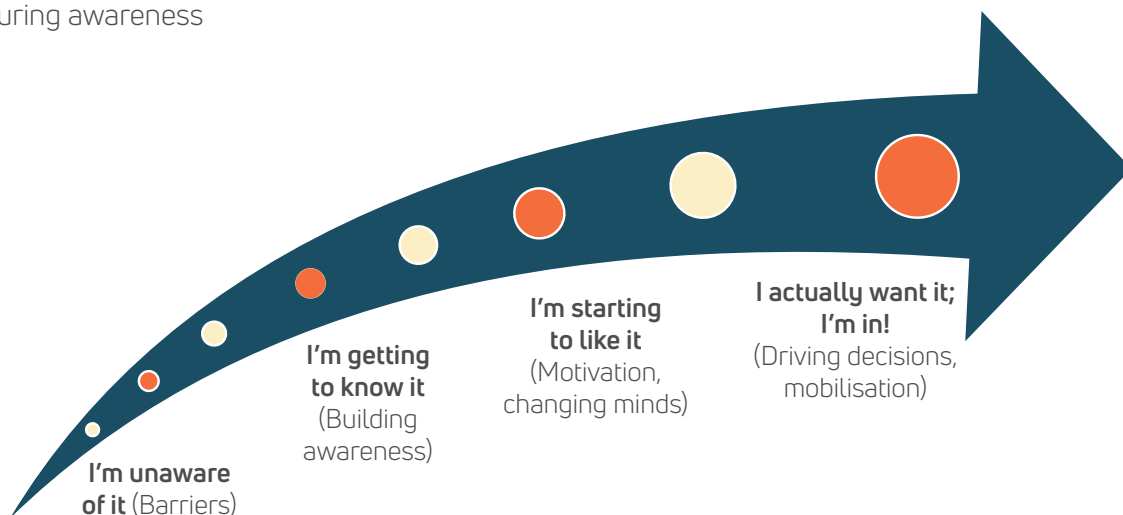 uring awareness
I'm unaware
of it (Barriers)
I'm getting
to know it
(Building
awareness)
I'm starting
to like it
(Motivation,
changing minds)
I actually want it;
I'm in!
(Driving decisions,
mobilisation)